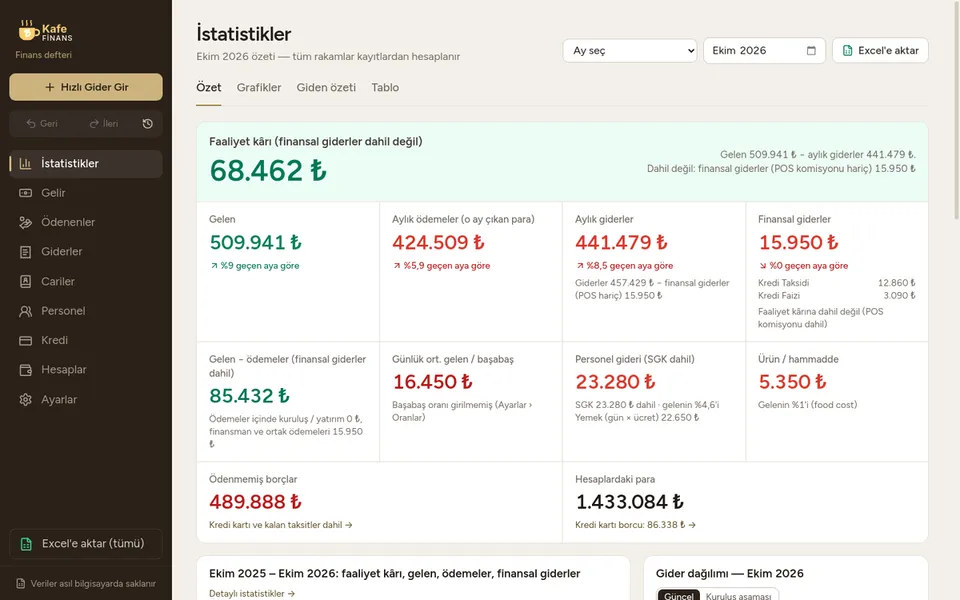 Kafe
FİNANS
Finans defteri
+ Hızlı Gider Gir
Geri
İleri
İstatistikler
Gelir
Ödenenler
Giderler
Cariler
Personel
Kredi
Hesaplar
Ayarlar
Excel'e aktar (tümü)
Veriler asıl bilgisayarda saklanır
İstatistikler
Ekim 2026 özeti — tüm rakamlar kayıtlardan hesaplanır
Ay seç
Ekim 2026
Excel'e aktar
Özet
Grafikler
Giden özeti
Tablo
Faaliyet kârı (finansal giderler dahil değil)
68.462 ₺
Gelen 509.941 ₺ − aylık giderler 441.479 ₺.
Dahil değil: finansal giderler (POS komisyonu hariç) 15.950 ₺
Gelen
509.941 ₺
↗ %9 geçen aya göre
Aylık ödemeler (o ay çıkan para)
424.509 ₺
↗ %5,9 geçen aya göre
Aylık giderler
441.479 ₺
↗ %8,5 geçen aya göre
Giderler 457.429 ₺ − finansal giderler
(POS hariç) 15.950 ₺
Finansal giderler
15.950 ₺
↘ %0 geçen aya göre
Kredi Taksidi 12.860 ₺
Kredi Faizi 3.090 ₺
Faaliyet kârına dahil değil (POS
komisyonu dahil)
Gelen − ödemeler (finansal giderler
dahil)
85.432 ₺
Ödemeler içinde kuruluş / yatırım 0 ₺,
finansman ve ortak ödemeleri 15.950
₺
Günlük ort. gelen / başabaş
16.450 ₺
Başabaş oranı girilmemiş (Ayarlar ›
Oranlar)
Personel gideri (SGK dahil)
23.280 ₺
SGK 23.280 ₺ dahil · gelenin %4,6'i
Yemek (gün × ücret) 22.650 ₺
Ürün / hammadde
5.350 ₺
Gelenin %1'i (food cost)
Ödenmemiş borçlar
489.888 ₺
Kredi kartı ve kalan taksitler dahil →
Hesaplardaki para
1.433.084 ₺
Kredi kartı borcu: 86.338 ₺ →
Ekim 2025 – Ekim 2026: faaliyet kârı, gelen, ödemeler, finansal giderler
Detaylı istatistikler →
Gider dağılımı — Ekim 2026
Güncel
Kuruluş aşaması